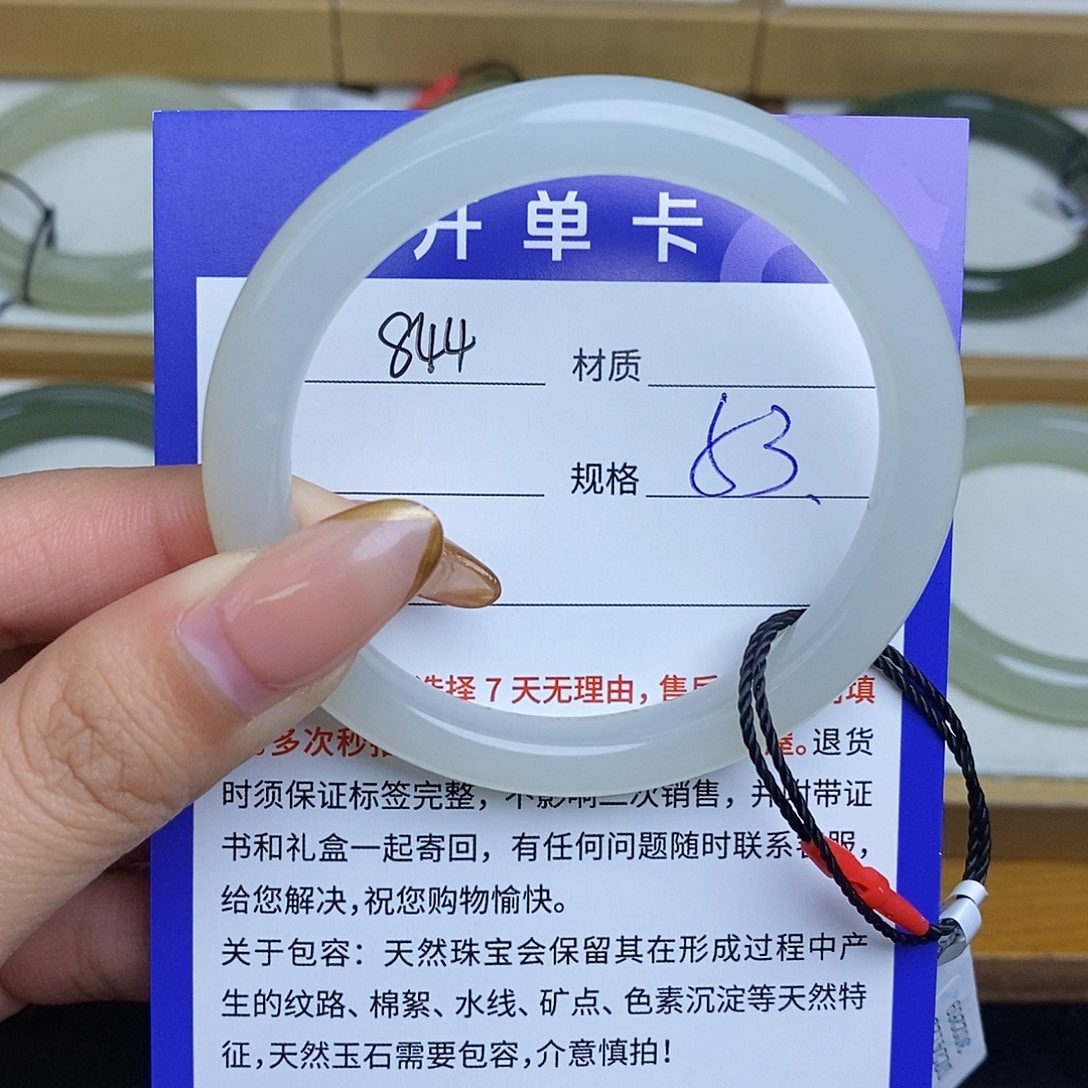 开单卡
844 材质
规格 53
选择7天无理由，售后 填
多次秒拍 退货
时须保证标签完整，不影响二次销售，并附带证
书和礼盒一起寄回，有任何问题随时联系客服，
给您解决，祝您购物愉快。
关于包容：天然珠宝会保留其在形成过程中产
生的纹路、棉絮、水线、矿点、色素沉淀等天然特
征，天然玉石需要包容，介意慎拍！